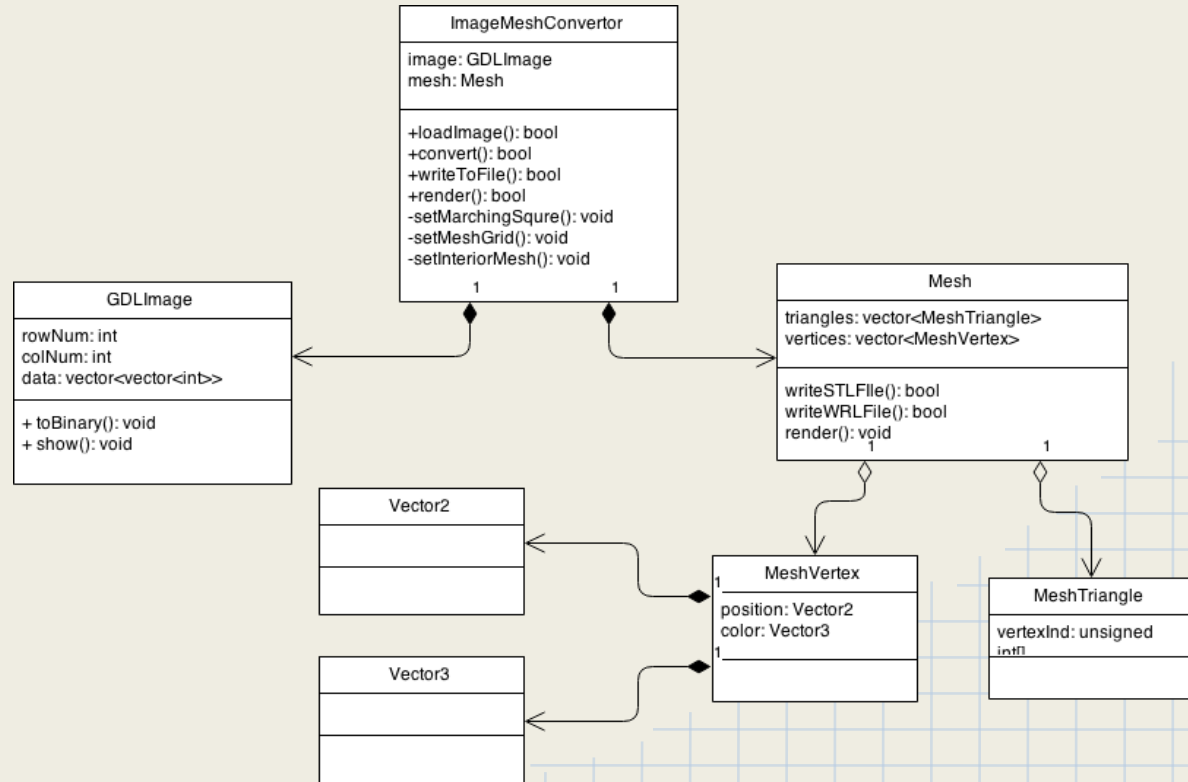 ImageMeshConvertor
image: GDLImage
mesh: Mesh
+loadImage(): bool
+convert(): bool
+writeToFile(): bool
+render(): bool
-setMarchingSqure(): void
-setMeshGrid(): void
-setInteriorMesh(): void
1
1
GDLImage
rowNum: int
colNum: int
data: vector<vector<int>>
+ toBinary(): void
+ show(): void
Mesh
triangles: vector<MeshTriangle>
vertices: vector<MeshVertex>
writeSTLFIle(): bool
writeWRLFile(): bool
render(): void
1
1
Vector2
MeshVertex
1
position: Vector2
color: Vector3
1
MeshTriangle
vertexInd: unsigned
int[]
Vector3